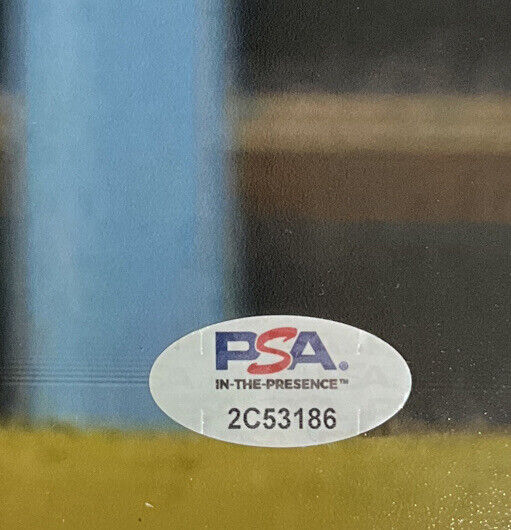 PSA.
IN-THE-PRESENCE™
2C53186